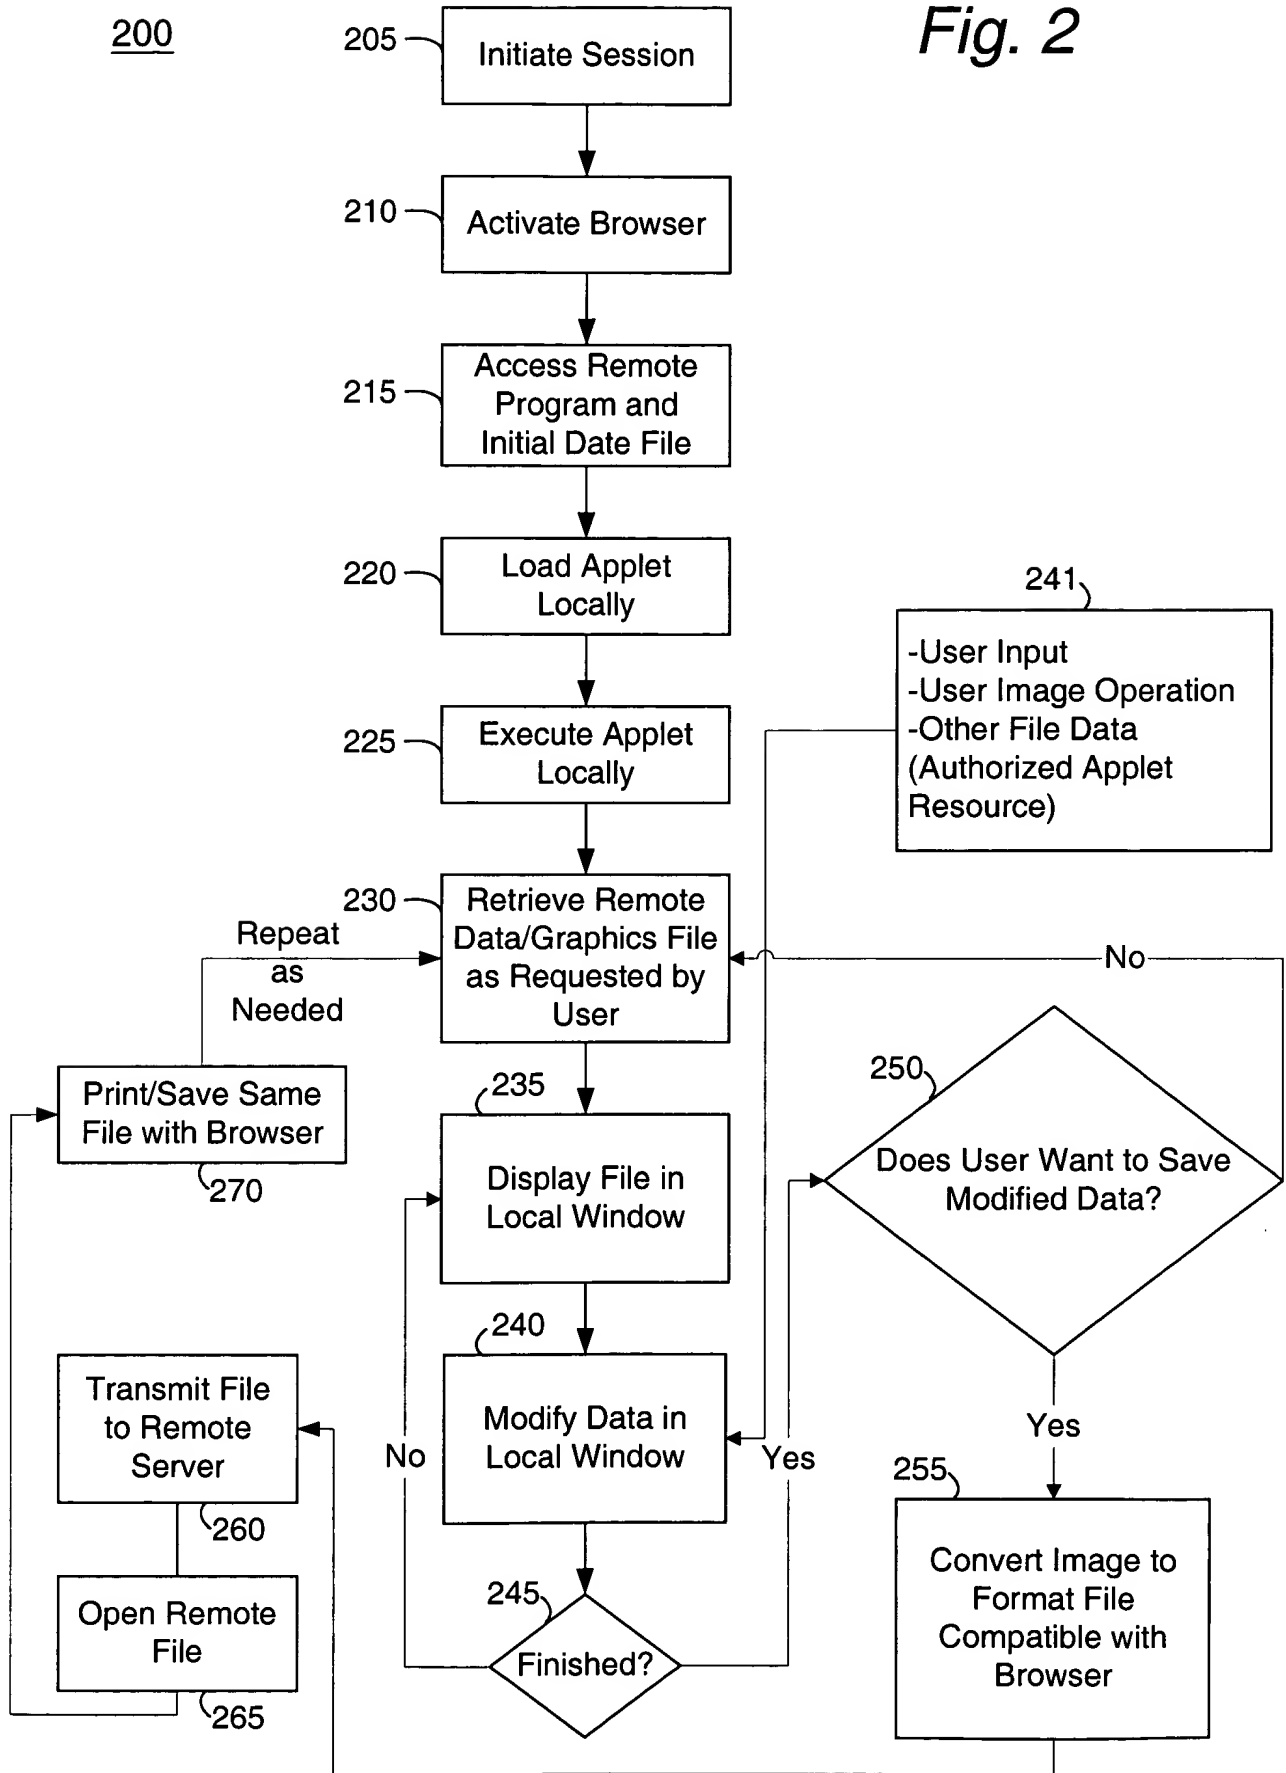 200
Fig. 2
205
Initiate Session
210
Activate Browser
215
Access Remote
Program and
Initial Date File
220
Load Applet
Locally
225
Execute Applet
Locally
241
-User Input
-User Image Operation
-Other File Data
(Authorized Applet
Resource)
230
Retrieve Remote
Data/Graphics File
as Requested by
User
Repeat
as
Needed
No
Print/Save Same
File with Browser
270
235
Display File in
Local Window
250
Does User Want to Save
Modified Data?
240
Modify Data in
Local Window
No
Yes
Yes
Transmit File
to Remote
Server
260
Open Remote
File
265
245
Finished?
255
Convert Image to
Format File
Compatible with
Browser